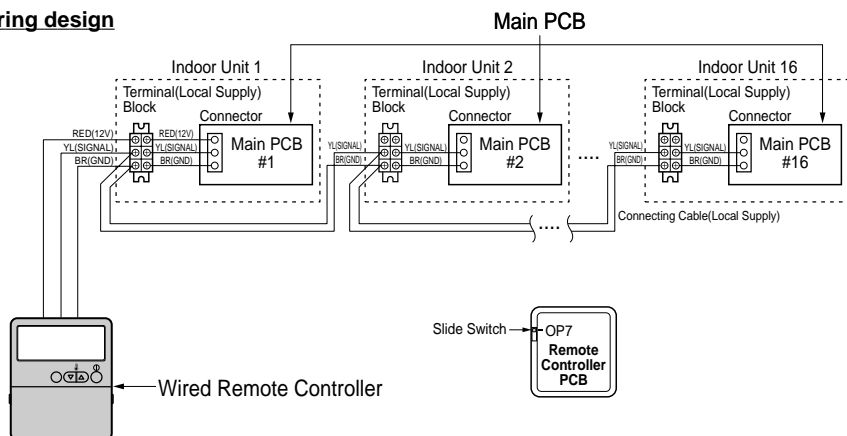 ring design
Main PCB
Indoor Unit 1
Indoor Unit 2
Indoor Unit 16
Terminal(Local Supply)
Block
Terminal(Local Supply)
Block
Terminal(Local Supply)
Block
Connector
Connector
Connector
RED(12V)
RED(12V)
YL(SIGNAL)
YL(SIGNAL)
BR(GND)
BR(GND)
Main PCB
#1
YL(SIGNAL)
BR(GND)
YL(SIGNAL)
BR(GND)
Main PCB
#2
....
YL(SIGNAL)
BR(GND)
YL(SIGNAL)
BR(GND)
Main PCB
#16
....
Connecting Cable(Local Supply)
Slide Switch
OP7
Remote
Controller
PCB
Wired Remote Controller